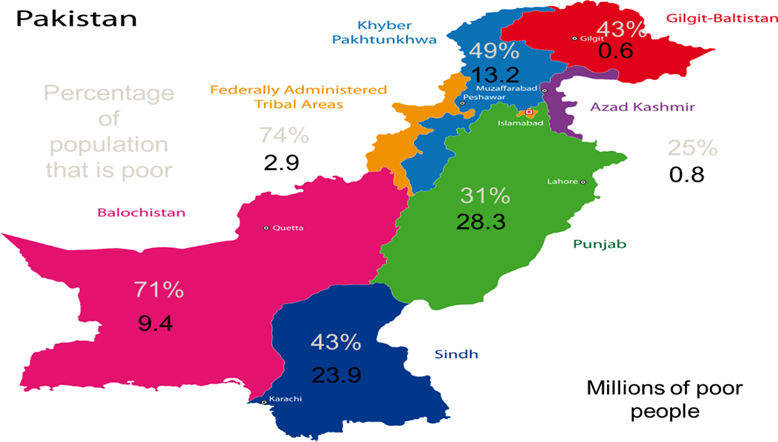 Pakistan
Khyber
Pakhtunkhwa
Gilgit-Baltistan
Gilgit
43%
0.6
49%
13.2
Muzaffarabad
Peshawar
Federally Administered
Tribal Areas
Azad Kashmir
Islamabad
Percentage
of
population
that is poor
74%
2.9
25%
0.8
Lahore
31%
28.3
Balochistan
Quetta
Punjab
71%
9.4
43%
23.9
Sindh
Karachi
Millions of poor
people